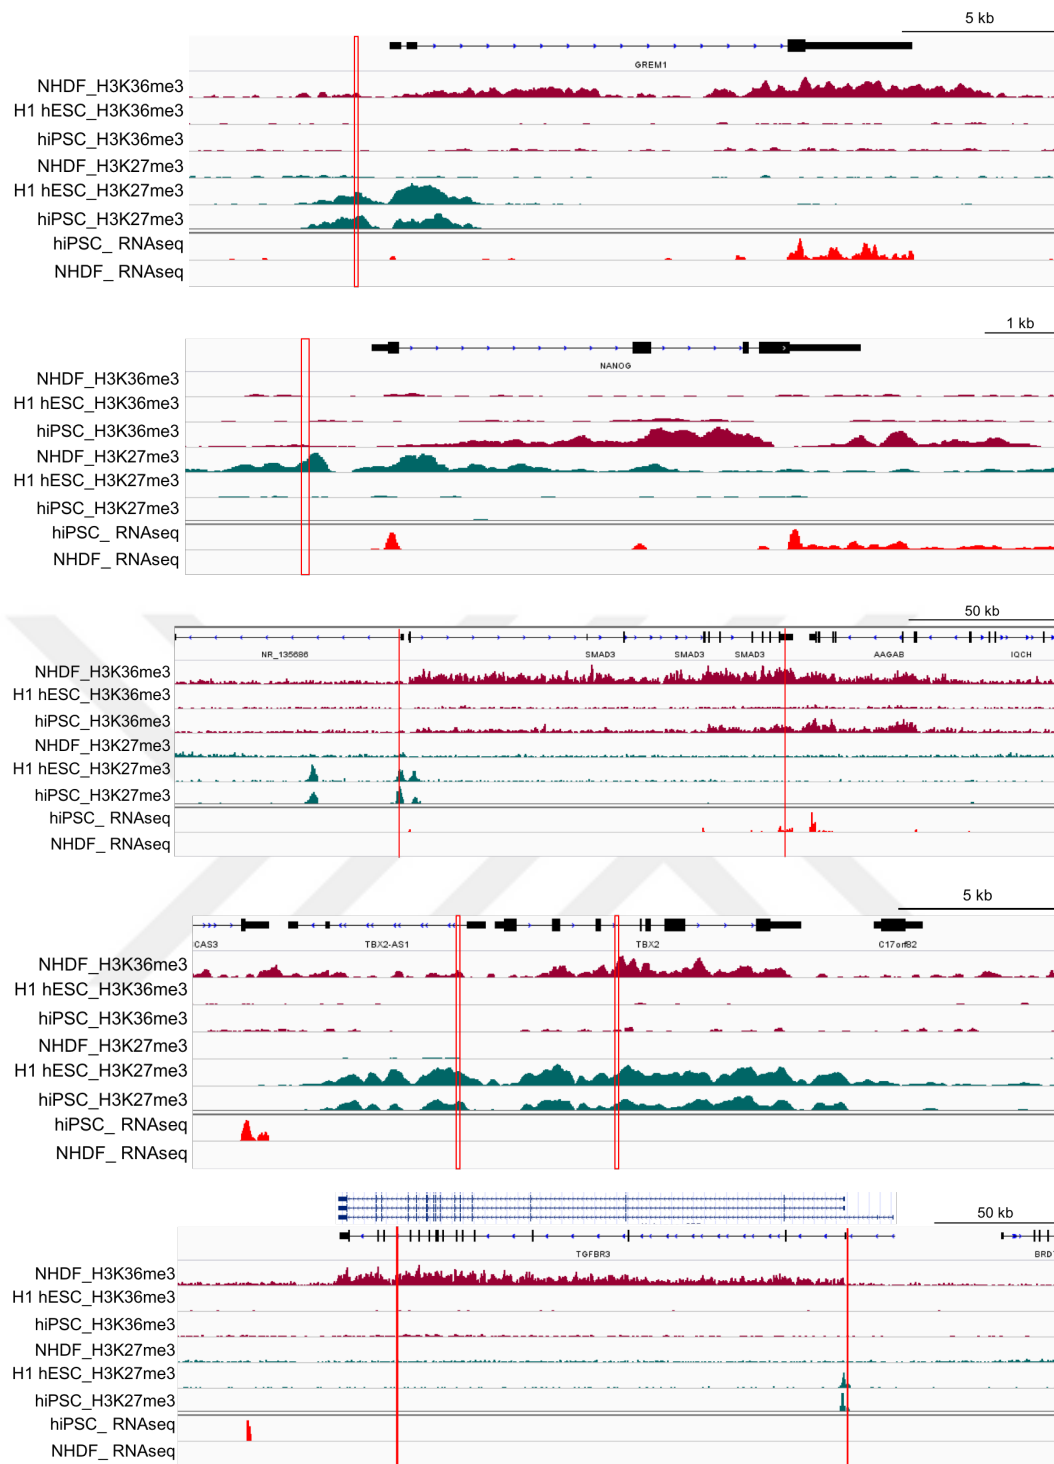 5 kb
GREM1
NHDF_H3K36me3
H1 hESC_H3K36me3
hiPSC_H3K36me3
NHDF_H3K27me3
H1 hESC_H3K27me3
hiPSC_H3K27me3
hiPSC_ RNAseq
NHDF_ RNAseq
1 kb
NANOG
NHDF_H3K36me3
H1 hESC_H3K36me3
hiPSC_H3K36me3
NHDF_H3K27me3
H1 hESC_H3K27me3
hiPSC_H3K27me3
hiPSC_ RNAseq
NHDF_ RNAseq
50 kb
NR_135686 SMAD3 SMAD3 SMAD3 AAGAB IQCH
NHDF_H3K36me3
H1 hESC_H3K36me3
hiPSC_H3K36me3
NHDF_H3K27me3
H1 hESC_H3K27me3
hiPSC_H3K27me3
hiPSC_ RNAseq
NHDF_ RNAseq
5 kb
CAS3 TBX2-AS1 TBX2 C17orf82
NHDF_H3K36me3
H1 hESC_H3K36me3
hiPSC_H3K36me3
NHDF_H3K27me3
H1 hESC_H3K27me3
hiPSC_H3K27me3
hiPSC_ RNAseq
NHDF_ RNAseq
50 kb
TGFBR3
NHDF_H3K36me3
H1 hESC_H3K36me3
hiPSC_H3K36me3
NHDF_H3K27me3
H1 hESC_H3K27me3
hiPSC_H3K27me3
hiPSC_ RNAseq
NHDF_ RNAseq